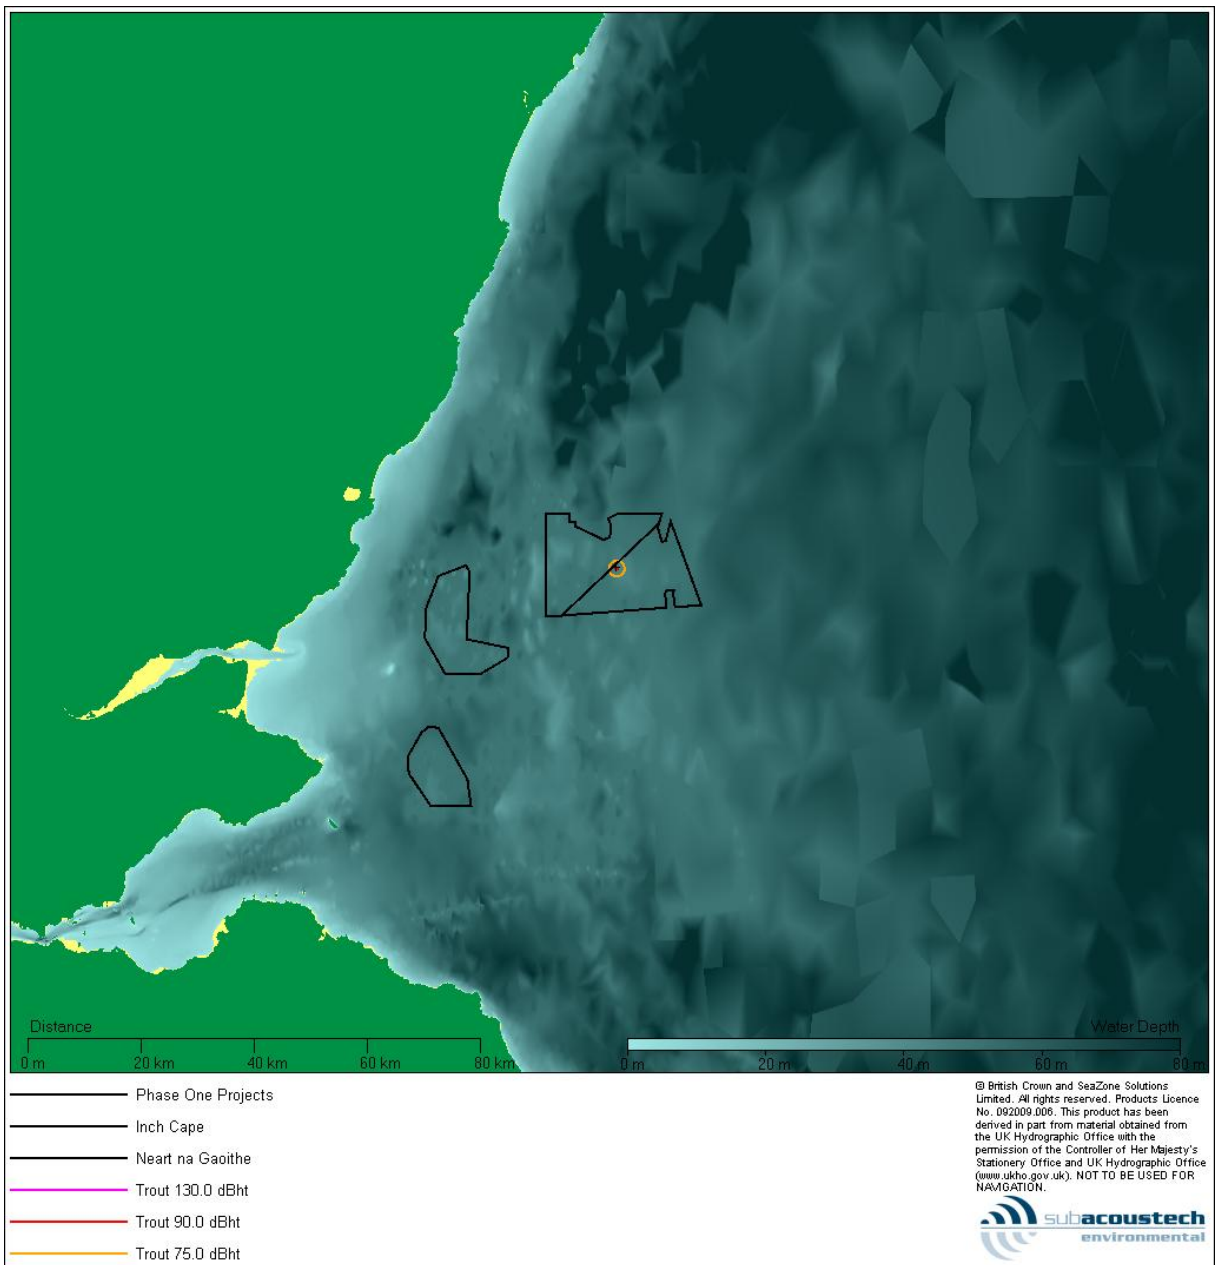 Distance
0 m 20 km 40 km 60 km 80 km
Water Depth
0 m 20 m 40 m 60 m 80 m
Phase One Projects
Inch Cape
Neart na Gaoithe
Trout 130.0 dBht
Trout 90.0 dBht
Trout 75.0 dBht
© British Crown and SeaZone Solutions
Limited. All rights reserved. Products Licence
No. 092009.006. This product has been
derived in part from material obtained from
the UK Hydrographic Office with the
permission of the Controller of Her Majesty's
Stationery Office and UK Hydrographic Office
(www.ukho.gov.uk). NOT TO BE USED FOR
NAVIGATION.
subacoustech
environmental